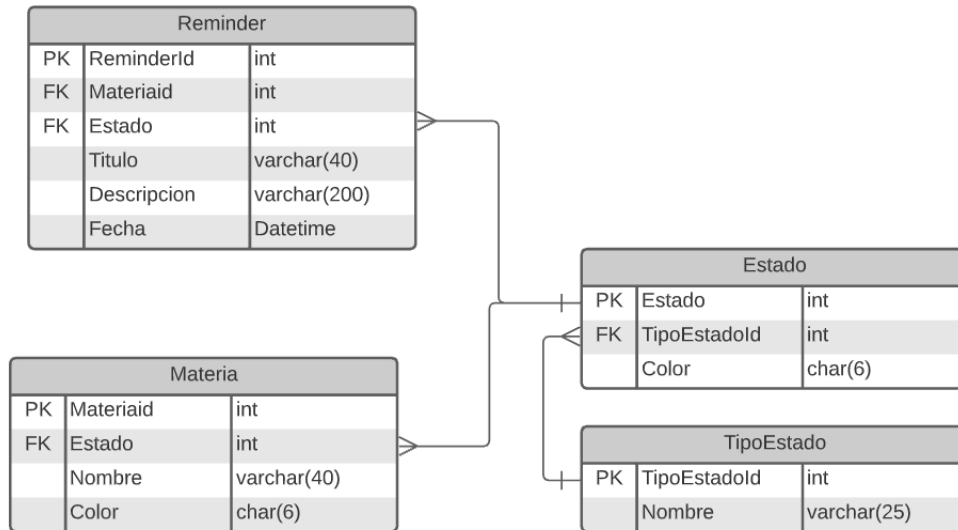 Reminder
PK ReminderId int
FK Materiaid int
FK Estado int
Titulo varchar(40)
Descripcion varchar(200)
Fecha Datetime
Estado
PK Estado int
FK TipoEstadoId int
Color char(6)
Materia
PK Materiaid int
FK Estado int
Nombre varchar(40)
Color char(6)
TipoEstado
PK TipoEstadoId int
Nombre varchar(25)